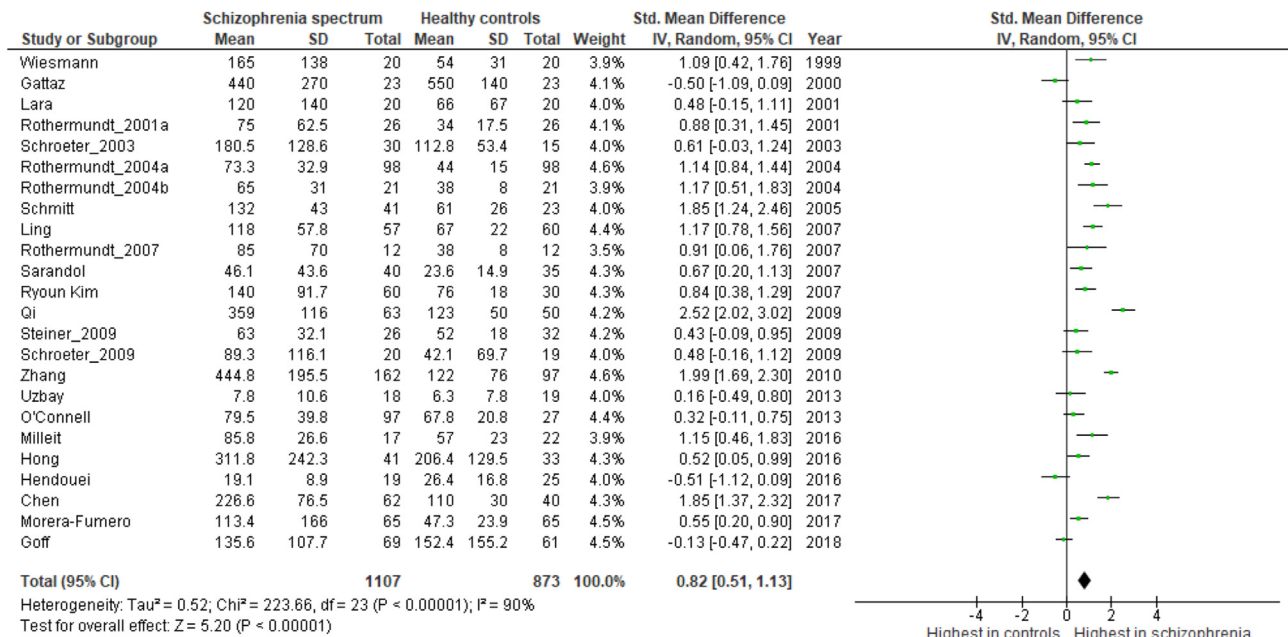 Schizophrenia spectrum Healthy controls Std. Mean Difference Std. Mean Difference
Study or Subgroup Mean SD Total Mean SD Total Weight IV, Random, 95% CI Year IV, Random, 95% CI
Wiesmann 165 138 20 54 31 20 3.9% 1.09 [0.42, 1.76] 1999
Gattaz 440 270 23 550 140 23 4.1% -0.50 [-1.09, 0.09] 2000
Lara 120 140 20 66 67 20 4.0% 0.48 [-0.15, 1.11] 2001
Rothermundt_2001a 75 62.5 26 34 17.5 26 4.1% 0.88 [0.31, 1.45] 2001
Schroeter_2003 180.5 128.6 30 112.8 53.4 15 4.0% 0.61 [-0.03, 1.24] 2003
Rothermundt_2004a 73.3 32.9 98 44 15 98 4.6% 1.14 [0.84, 1.44] 2004
Rothermundt_2004b 65 31 21 38 8 21 3.9% 1.17 [0.51, 1.83] 2004
Schmitt 132 43 41 61 26 23 4.0% 1.85 [1.24, 2.46] 2005
Ling 118 57.8 57 67 22 60 4.4% 1.17 [0.78, 1.56] 2007
Rothermundt_2007 85 70 12 38 8 12 3.5% 0.91 [0.06, 1.76] 2007
Sarandol 46.1 43.6 40 23.6 14.9 35 4.3% 0.67 [0.20, 1.13] 2007
Ryoun Kim 140 91.7 60 76 18 30 4.3% 0.84 [0.38, 1.29] 2007
Qi 359 116 63 123 50 50 4.2% 2.52 [2.02, 3.02] 2009
Steiner_2009 63 32.1 26 52 18 32 4.2% 0.43 [-0.09, 0.95] 2009
Schroeter_2009 89.3 116.1 20 42.1 69.7 19 4.0% 0.48 [-0.16, 1.12] 2009
Zhang 444.8 195.5 162 122 76 97 4.6% 1.99 [1.69, 2.30] 2010
Uzbay 7.8 10.6 18 6.3 7.8 19 4.0% 0.16 [-0.49, 0.80] 2013
O'Connell 79.5 39.8 97 67.8 20.8 27 4.4% 0.32 [-0.11, 0.75] 2013
Milleit 85.8 26.6 17 57 23 22 3.9% 1.15 [0.46, 1.83] 2016
Hong 311.8 242.3 41 206.4 129.5 33 4.3% 0.52 [0.05, 0.99] 2016
Hendouei 19.1 8.9 19 26.4 16.8 25 4.1% -0.51 [-1.12, 0.09] 2016
Chen 226.6 76.5 62 110 30 40 4.3% 1.85 [1.37, 2.32] 2017
Morera-Fumero 113.4 166 65 47.3 23.9 65 4.5% 0.55 [0.20, 0.90] 2017
Goff 135.6 107.7 69 152.4 155.2 61 4.5% -0.13 [-0.47, 0.22] 2018
Total (95% CI) 1107 873 100.0% 0.82 [0.51, 1.13]
Heterogeneity: Tau² = 0.52; Chi² = 223.66, df = 23 (P < 0.00001); I² = 90%
Test for overall effect: Z = 5.20 (P < 0.00001)
-4 -2 0 2 4
Highest in controls Highest in schizophrenia